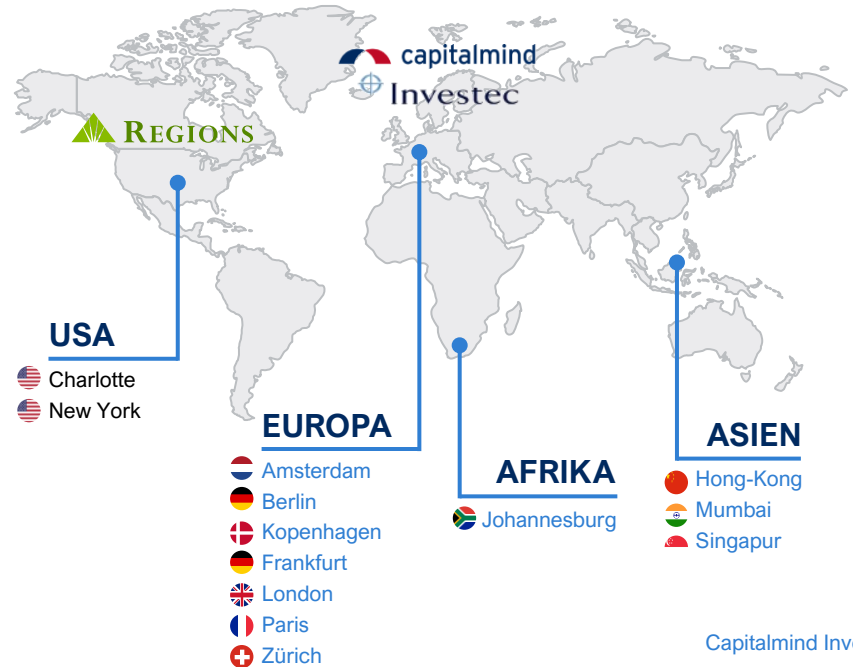 capitalmind
Investec
REGIONS
USA
Charlotte
New York
EUROPA
Amsterdam
Berlin
Kopenhagen
Frankfurt
London
Paris
Zürich
AFRIKA
Johannesburg
ASIEN
Hong-Kong
Mumbai
Singapur
Capitalmind